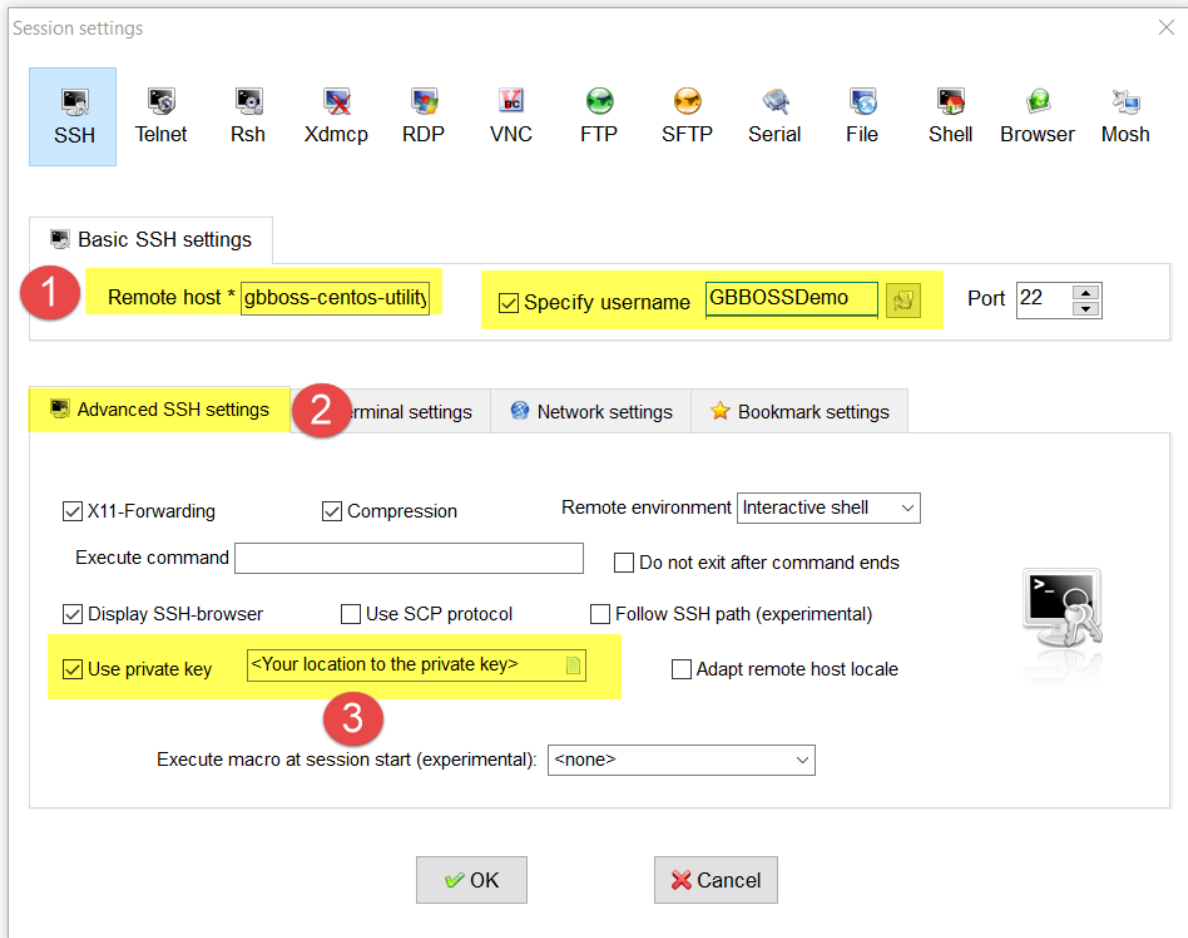 Session settings
SSH Telnet Rsh Xdmcp RDP VNC FTP SFTP Serial File Shell Browser Mosh
Basic SSH settings
1 Remote host * gbboss-centos-utility Specify username GBBOSSDemo Port 22
Advanced SSH settings 2 erminal settings Network settings Bookmark settings
X11-Forwarding Compression Remote environment Interactive shell
Execute command Do not exit after command ends
Display SSH-browser Use SCP protocol Follow SSH path (experimental)
Use private key <Your location to the private key> Adapt remote host locale
3
Execute macro at session start (experimental): <none>
OK Cancel